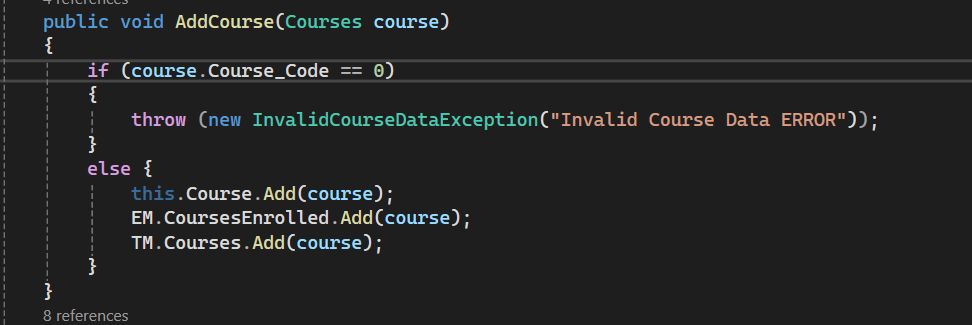 4 references
public void AddCourse(Courses course)
{
if (course.Course_Code == 0)
{
throw (new InvalidCourseDataException("Invalid Course Data ERROR"));
}
else {
this.Course.Add(course);
EM.CoursesEnrolled.Add(course);
TM.Courses.Add(course);
}
}
8 references